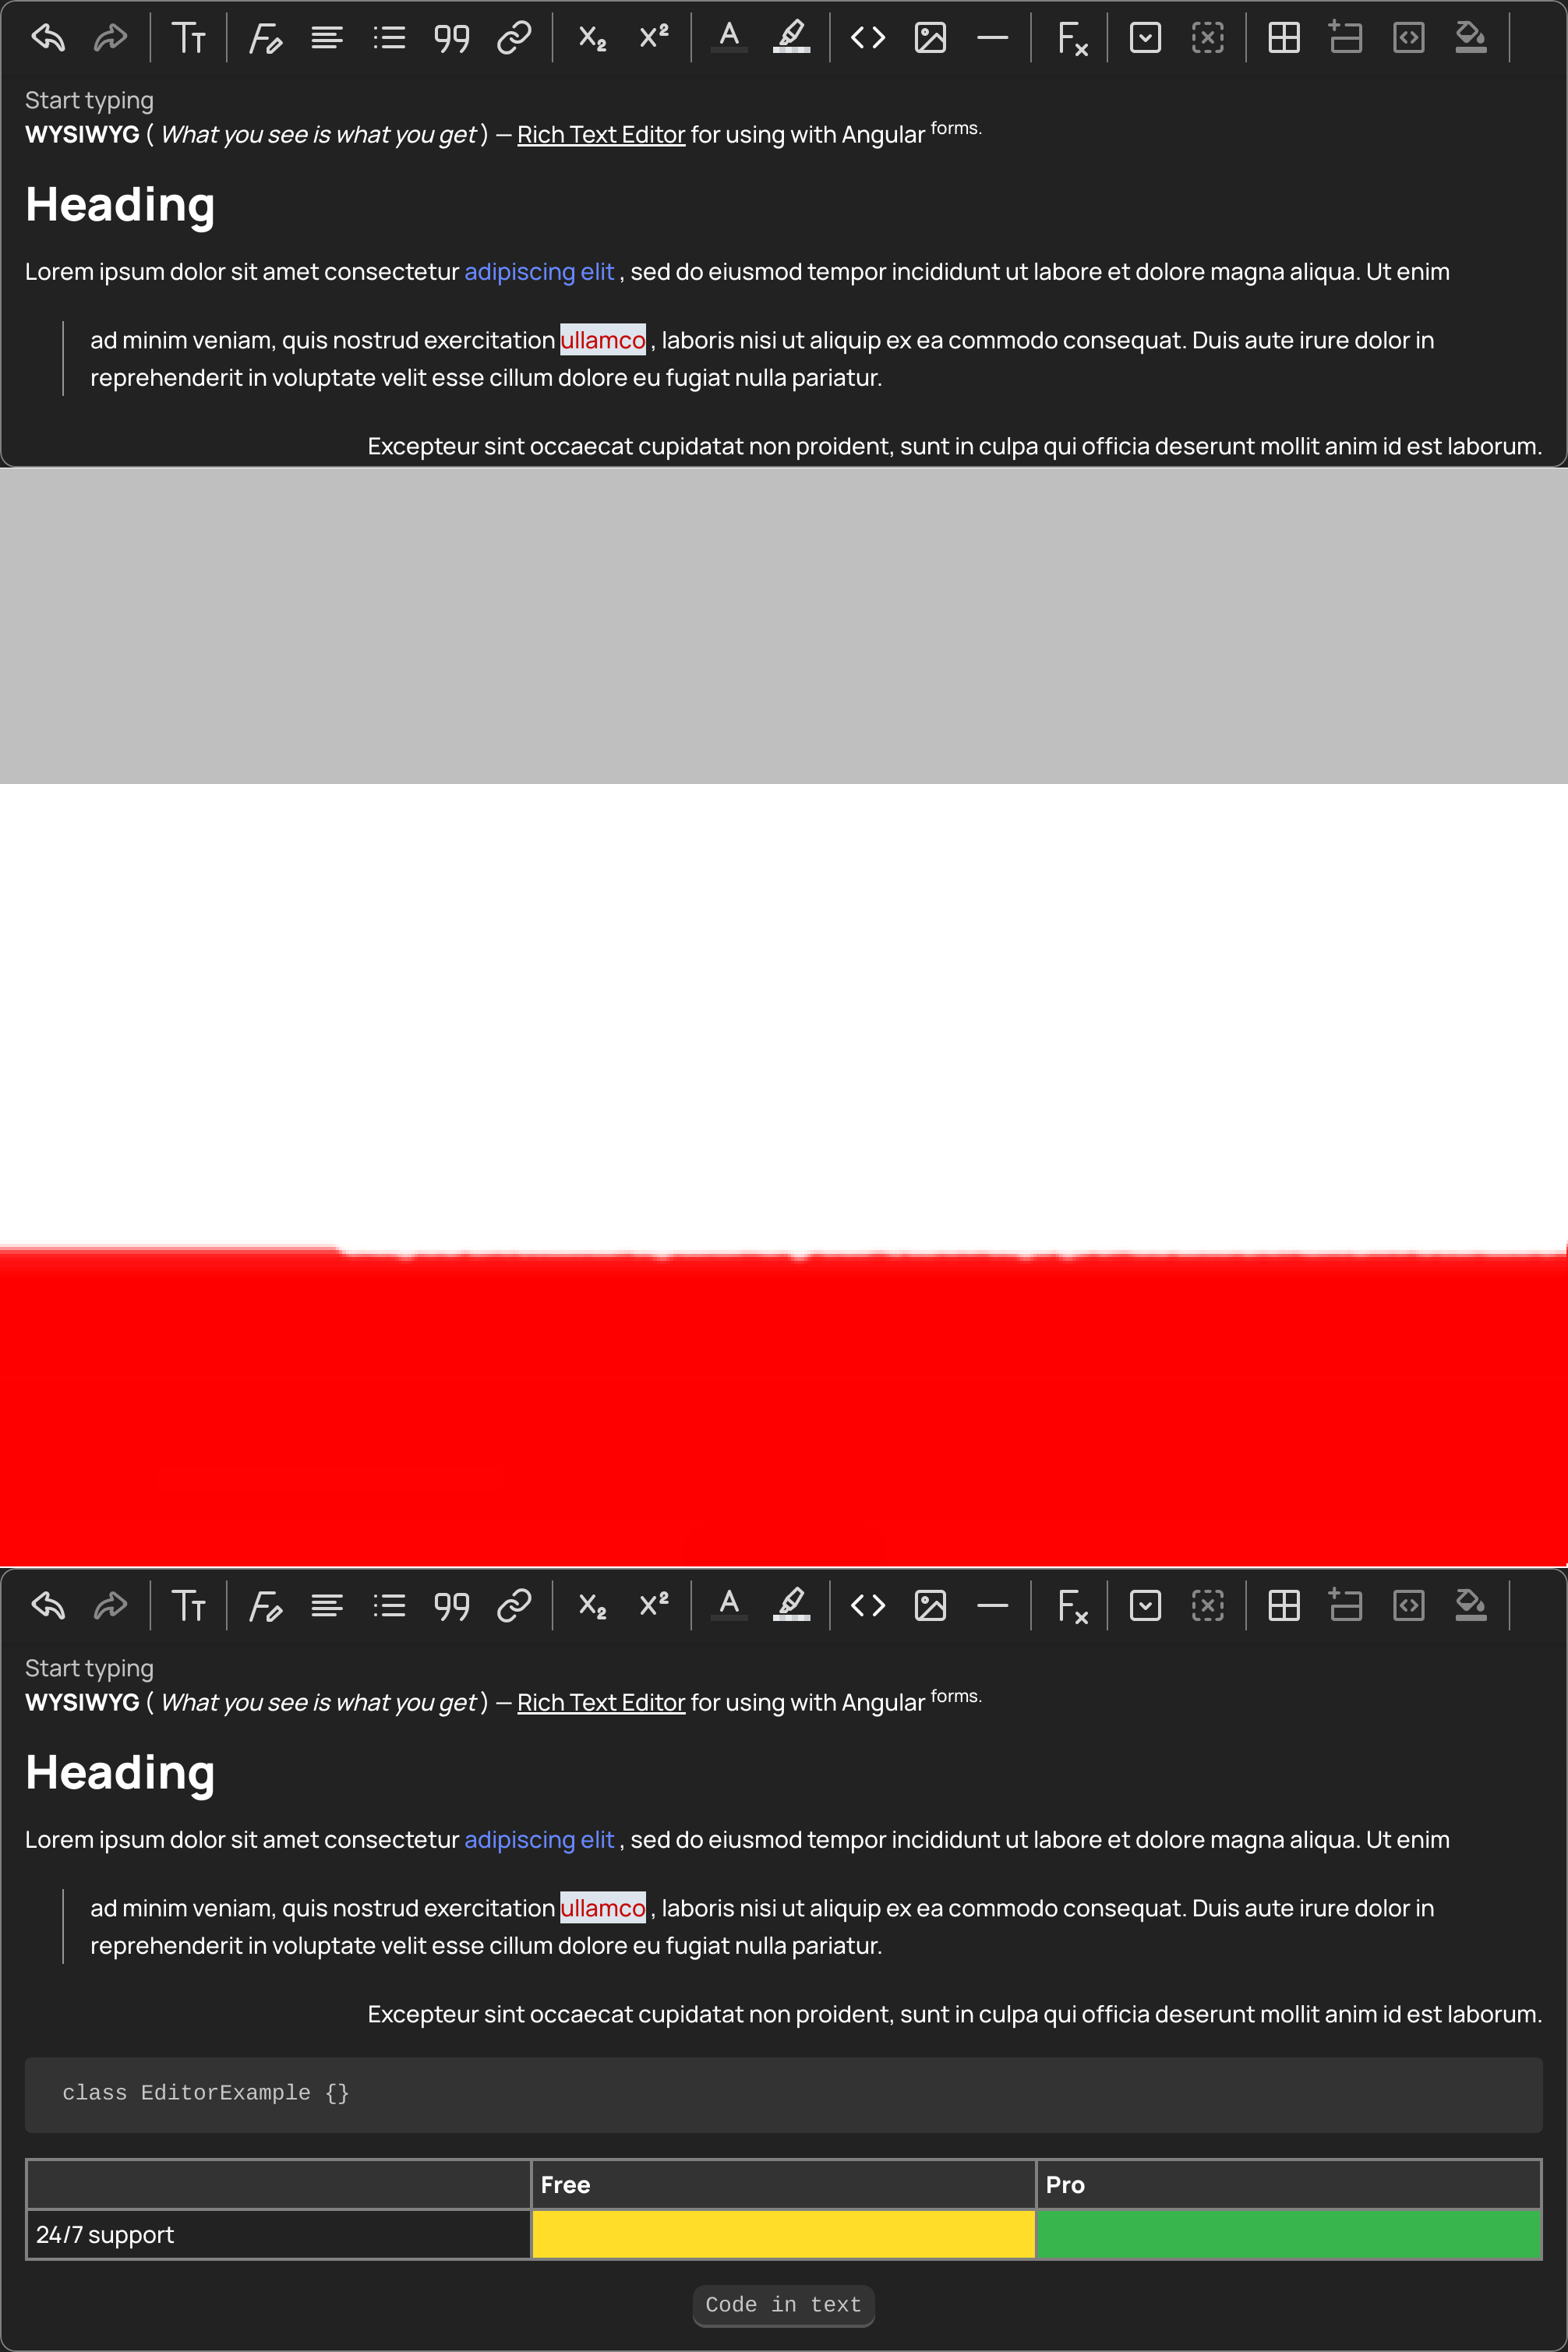 Start typing
WYSIWYG ( What you see is what you get ) — Rich Text Editor for using with Angular forms.
Heading
Lorem ipsum dolor sit amet consectetur adipiscing elit , sed do eiusmod tempor incididunt ut labore et dolore magna aliqua. Ut enim
ad minim veniam, quis nostrud exercitation ullamco , laboris nisi ut aliquip ex ea commodo consequat. Duis aute irure dolor in
reprehenderit in voluptate velit esse cillum dolore eu fugiat nulla pariatur.
Excepteur sint occaecat cupidatat non proident, sunt in culpa qui officia deserunt mollit anim id est laborum.
Start typing
WYSIWYG ( What you see is what you get ) — Rich Text Editor for using with Angular forms.
Heading
Lorem ipsum dolor sit amet consectetur adipiscing elit , sed do eiusmod tempor incididunt ut labore et dolore magna aliqua. Ut enim
ad minim veniam, quis nostrud exercitation ullamco , laboris nisi ut aliquip ex ea commodo consequat. Duis aute irure dolor in
reprehenderit in voluptate velit esse cillum dolore eu fugiat nulla pariatur.
Excepteur sint occaecat cupidatat non proident, sunt in culpa qui officia deserunt mollit anim id est laborum.
class EditorExample {}
Free Pro
24/7 support
Code in text